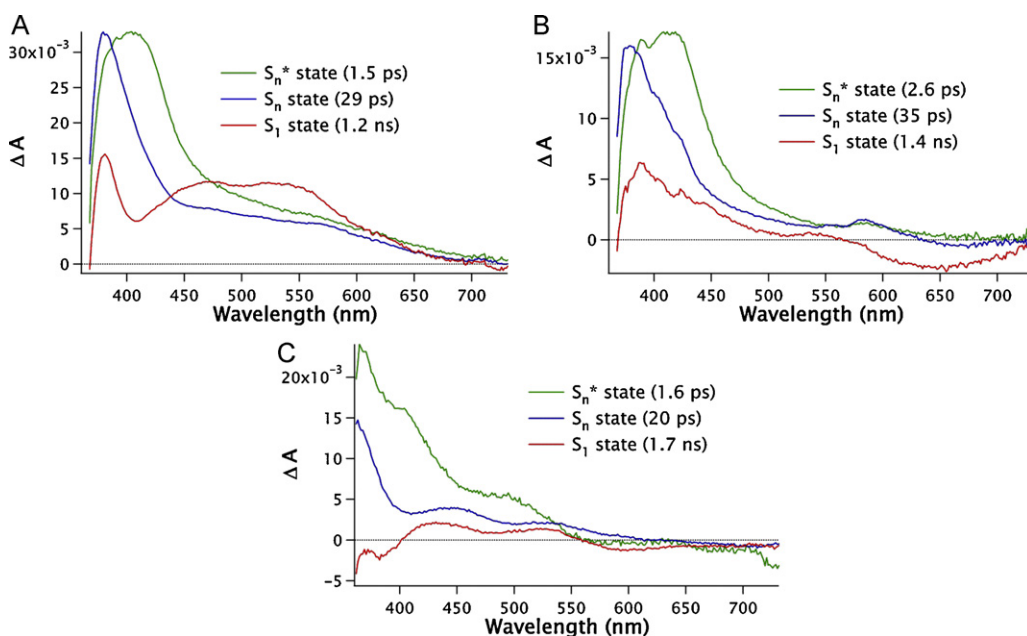 A
30x10⁻³
25
20
15
10
5
0
ΔA
Sₙ* state (1.5 ps)
Sₙ state (29 ps)
S₁ state (1.2 ns)
400 450 500 550 600 650 700
Wavelength (nm)
B
15x10⁻³
10
5
0
ΔA
Sₙ* state (2.6 ps)
Sₙ state (35 ps)
S₁ state (1.4 ns)
400 450 500 550 600 650 700
Wavelength (nm)
C
20x10⁻³
15
10
5
0
-5
ΔA
Sₙ* state (1.6 ps)
Sₙ state (20 ps)
S₁ state (1.7 ns)
400 450 500 550 600 650 700
Wavelength (nm)